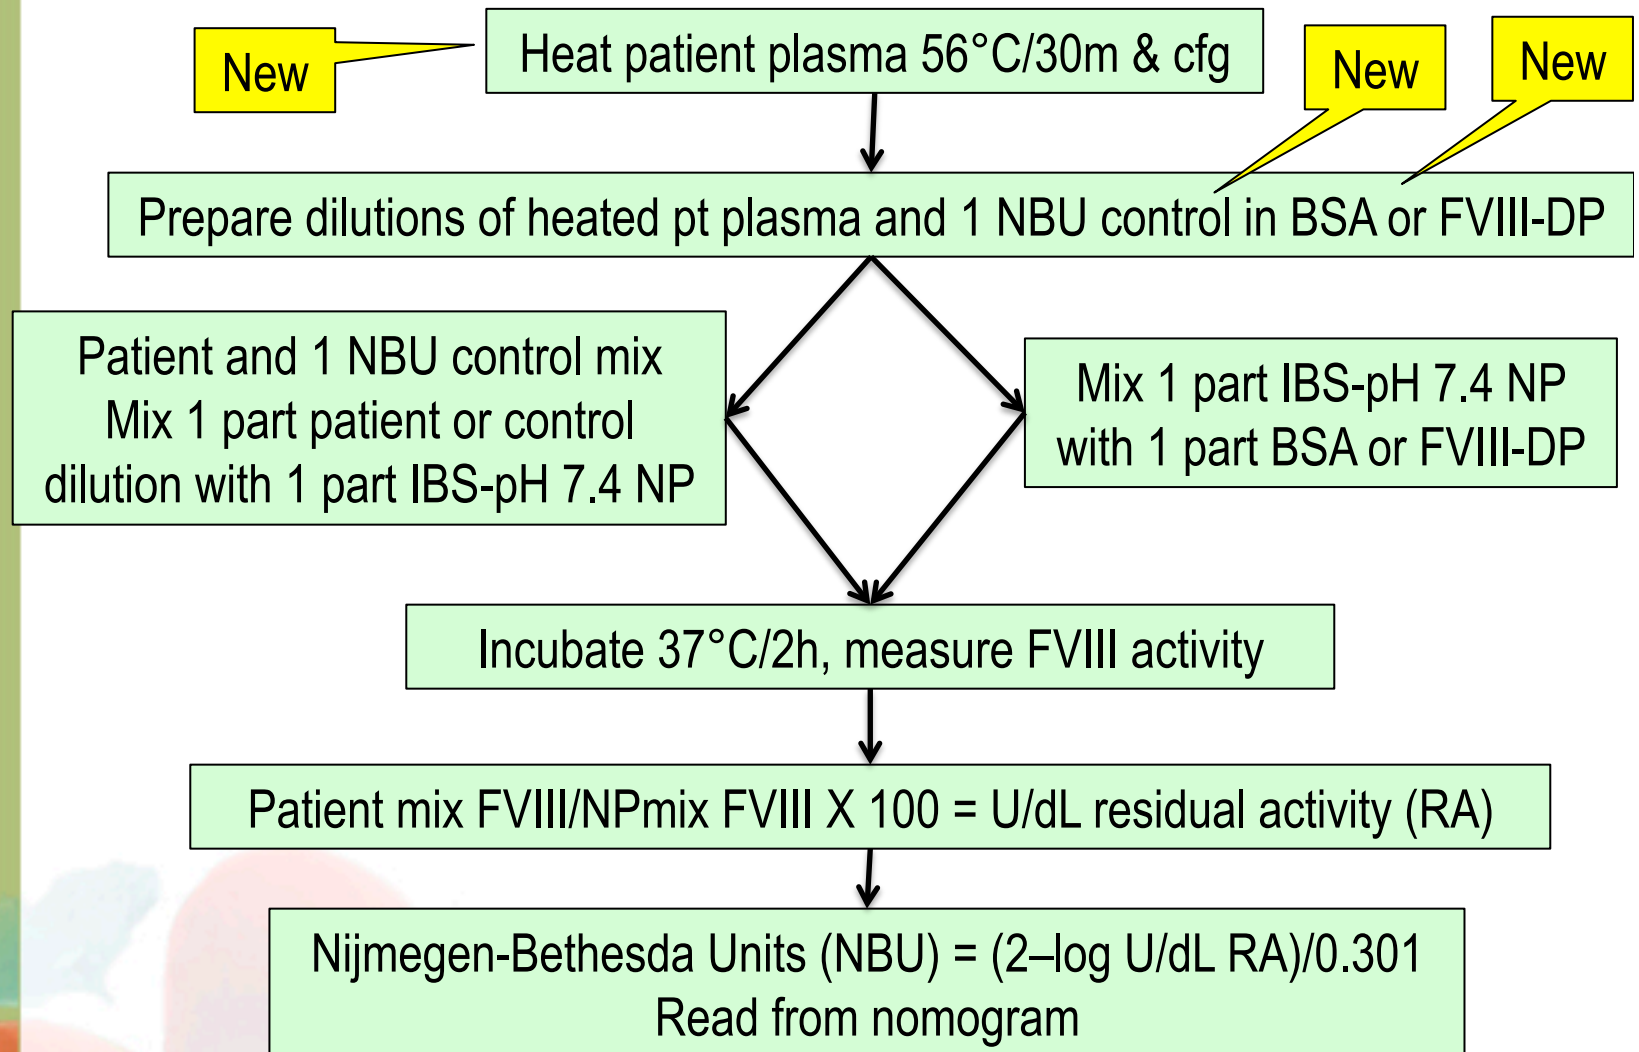 New
Heat patient plasma 56°C/30m & cfg
New
New
Prepare dilutions of heated pt plasma and 1 NBU control in BSA or FVIII-DP
Patient and 1 NBU control mix
Mix 1 part patient or control
dilution with 1 part IBS-pH 7.4 NP
Mix 1 part IBS-pH 7.4 NP
with 1 part BSA or FVIII-DP
Incubate 37°C/2h, measure FVIII activity
Patient mix FVIII/NPmix FVIII X 100 = U/dL residual activity (RA)
Nijmegen-Bethesda Units (NBU) = (2–log U/dL RA)/0.301
Read from nomogram